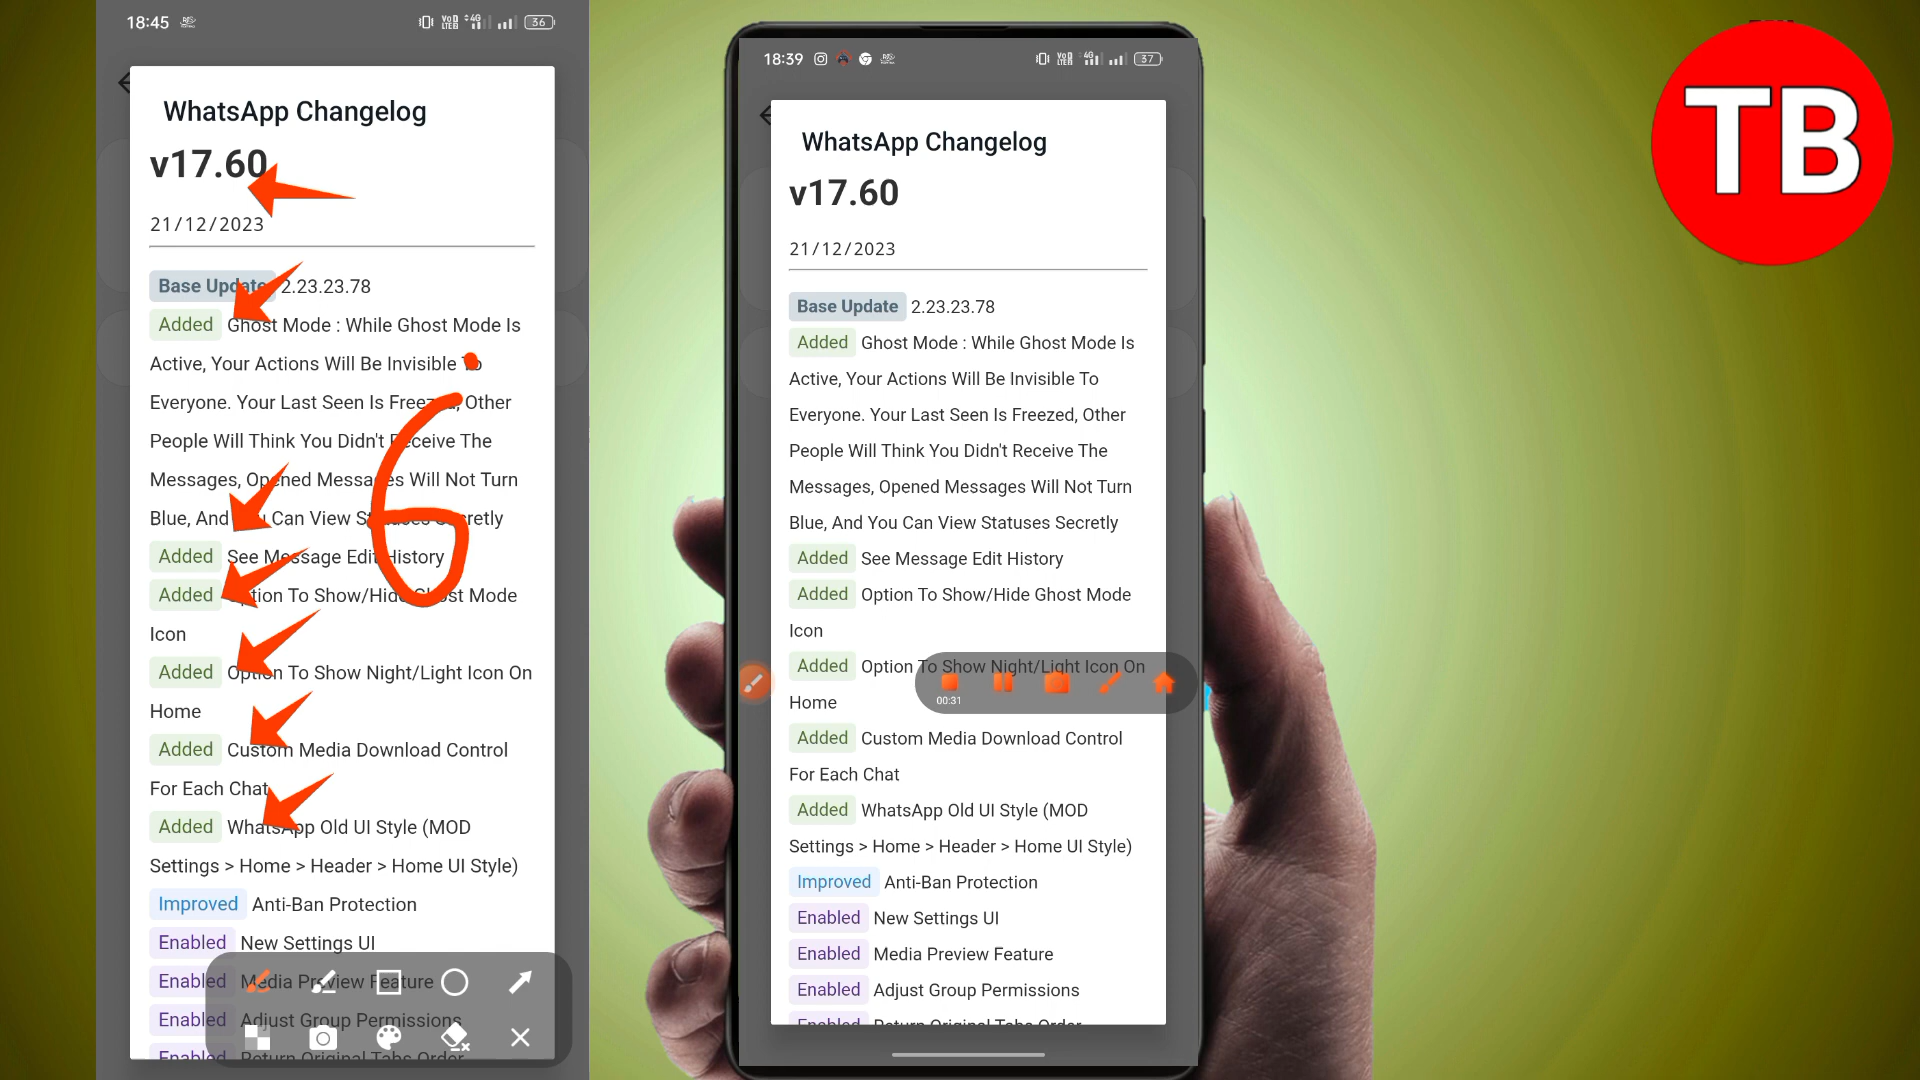 18:45
36
WhatsApp Changelog
v17.60
21/12/2023
Base Update 2.23.23.78
Added Ghost Mode : While Ghost Mode Is
Active, Your Actions Will Be Invisible To
Everyone. Your Last Seen Is Freezed, Other
People Will Think You Didn't Receive The
Messages, Opened Messages Will Not Turn
Blue, And You Can View Statuses Secretly
Added See Message Edit History
Added Option To Show/Hide Ghost Mode
Icon
Added Option To Show Night/Light Icon On
Home
Added Custom Media Download Control
For Each Chat
Added WhatsApp Old UI Style (MOD
Settings > Home > Header > Home UI Style)
Improved Anti-Ban Protection
Enabled New Settings UI
Enabled Media Preview Feature
Enabled Adjust Group Permissions
Enabled Return Original Tabs Order
6
18:39
37
WhatsApp Changelog
v17.60
21/12/2023
Base Update 2.23.23.78
Added Ghost Mode : While Ghost Mode Is
Active, Your Actions Will Be Invisible To
Everyone. Your Last Seen Is Freezed, Other
People Will Think You Didn't Receive The
Messages, Opened Messages Will Not Turn
Blue, And You Can View Statuses Secretly
Added See Message Edit History
Added Option To Show/Hide Ghost Mode
Icon
Added Option To Show Night/Light Icon On
00:31
Home
Added Custom Media Download Control
For Each Chat
Added WhatsApp Old UI Style (MOD
Settings > Home > Header > Home UI Style)
Improved Anti-Ban Protection
Enabled New Settings UI
Enabled Media Preview Feature
Enabled Adjust Group Permissions
Enabled Return Original Tabs Order
TB